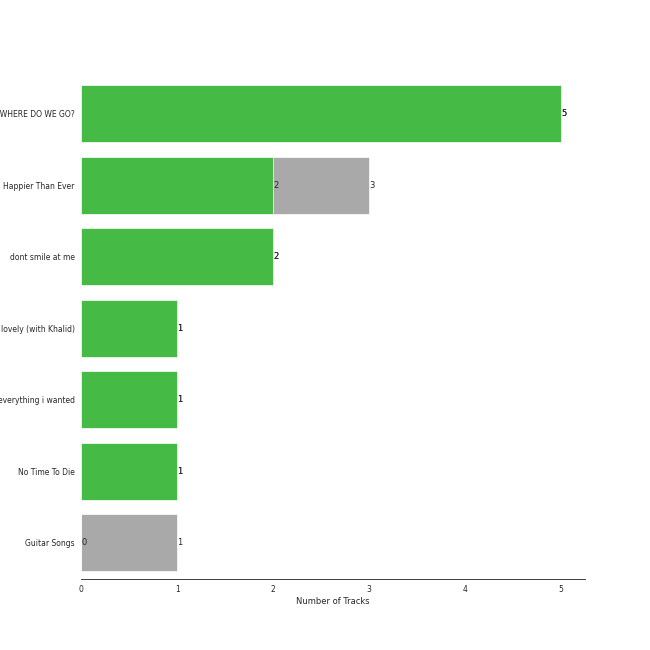 WHERE DO WE GO? 5
Happier Than Ever 2 3
dont smile at me 2
lovely (with Khalid) 1
everything i wanted 1
No Time To Die 1
Guitar Songs 0 1
0 1 2 3 4 5
Number of Tracks